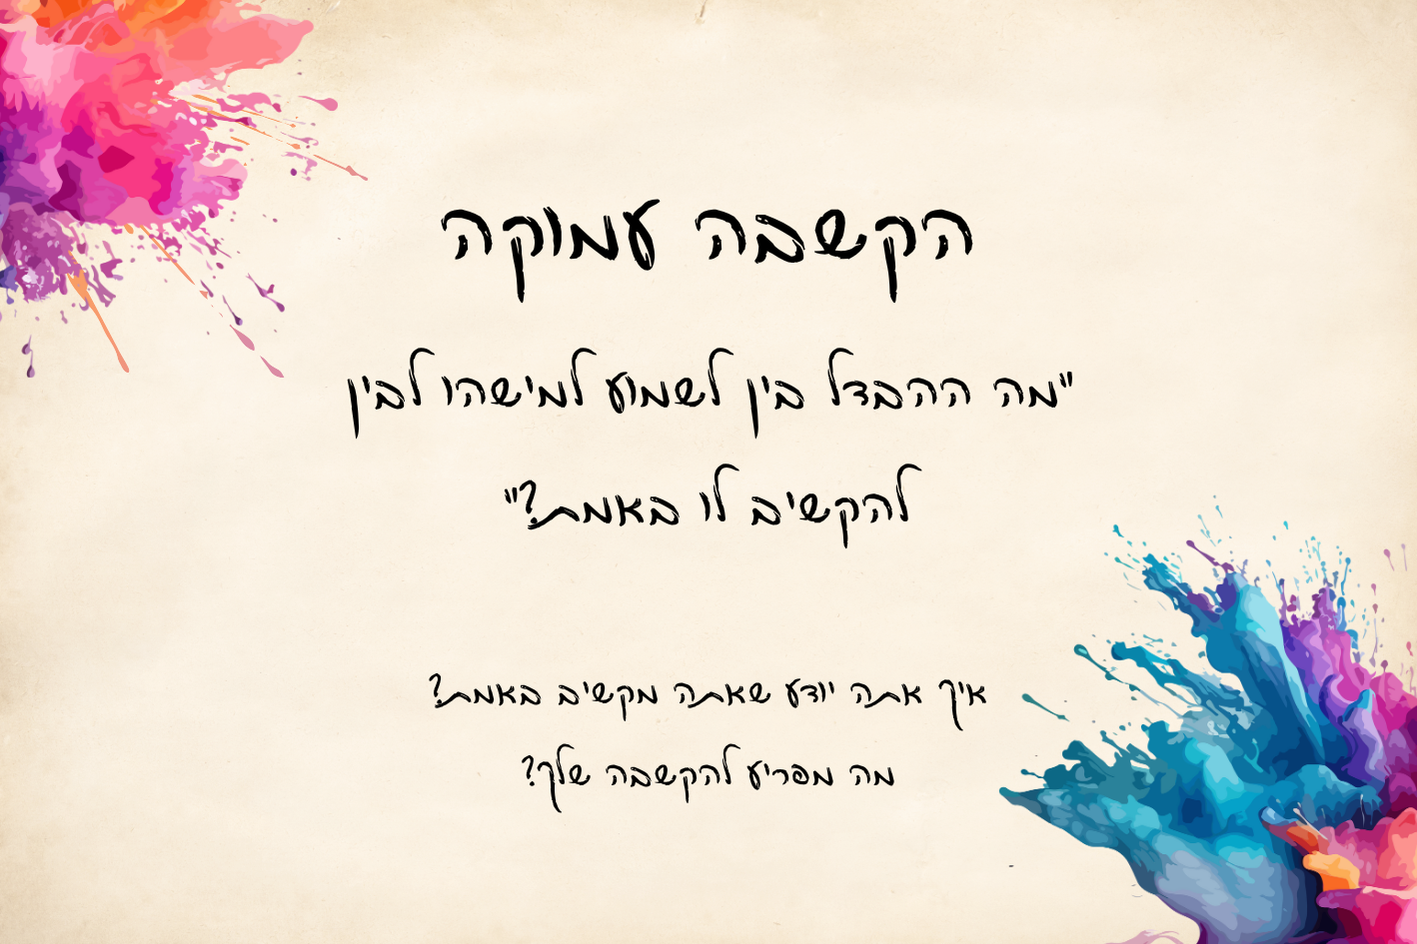 הקשבה עמוקה
"מה ההבדל בין לשמוע למישהו לבין
להקשיב לו באמת?"
איך אתה יודע שאתה מקשיב באמת?
מה מפריע להקשבה שלך?